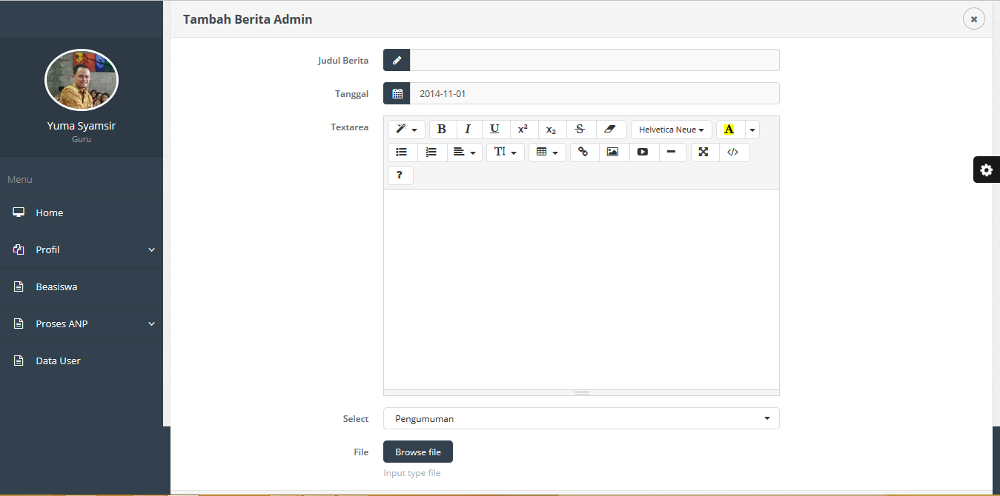 Tambah Berita Admin
Yuma Syamsir
Guru
Menu
Home
Profil
Beasiswa
Proses ANP
Data User
Judul Berita
Tanggal 2014-11-01
Textarea
B I U x² x₂ S Helvetica Neue A
T! </>
?
Select Pengumuman
File Browse file
Input type file